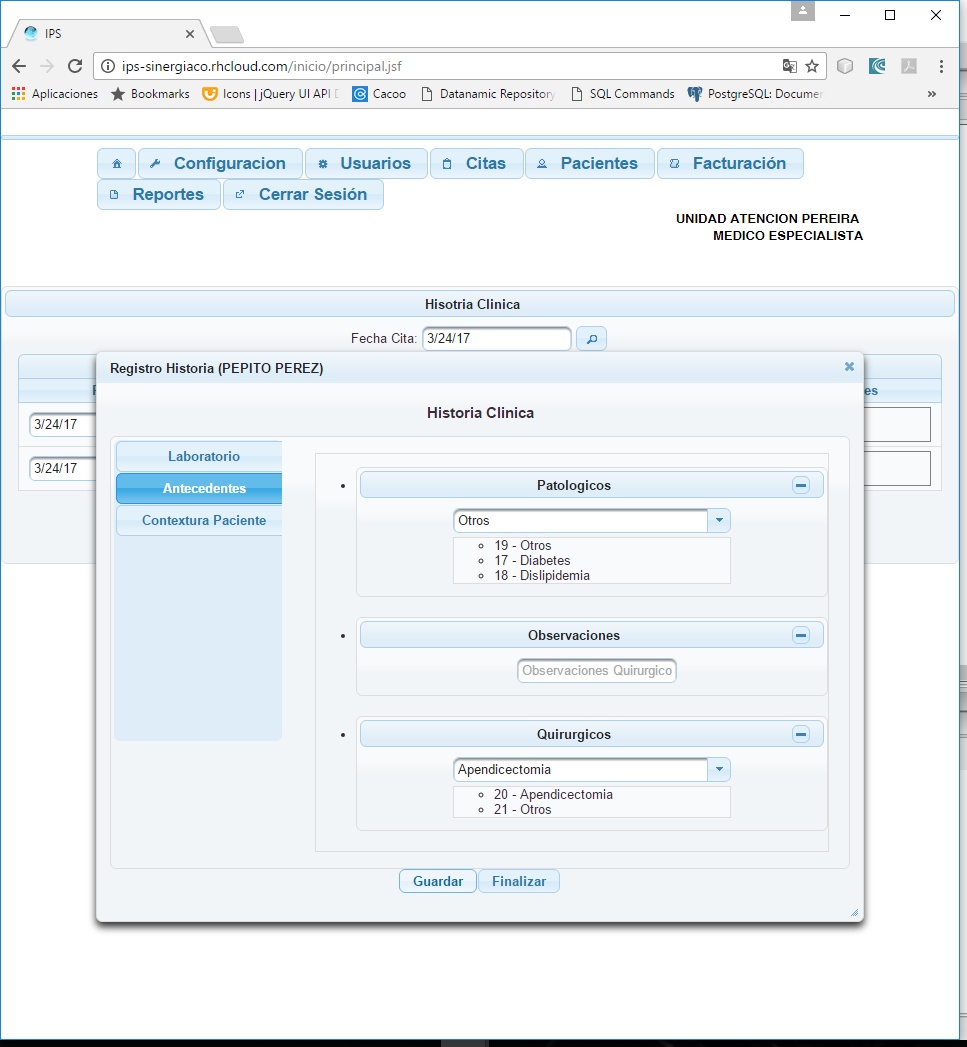 IPS
ips-sinergiaco.rhcloud.com/inicio/principal.jsf
Aplicaciones Bookmarks Icons | jQuery UI API Cacoo Datanamic Repository SQL Commands PostgreSQL: Documen »
Configuracion Usuarios Citas Pacientes Facturación
Reportes Cerrar Sesión
UNIDAD ATENCION PEREIRA
MEDICO ESPECIALISTA
Hisotria Clinica
Fecha Cita: 3/24/17
Registro Historia (PEPITO PEREZ)
es
3/24/17
3/24/17
Historia Clinica
Laboratorio
Antecedentes
Contextura Paciente
Patologicos
Otros
19 - Otros
17 - Diabetes
18 - Dislipidemia
Observaciones
Observaciones Quirurgico
Quirurgicos
Apendicectomia
20 - Apendicectomia
21 - Otros
Guardar Finalizar